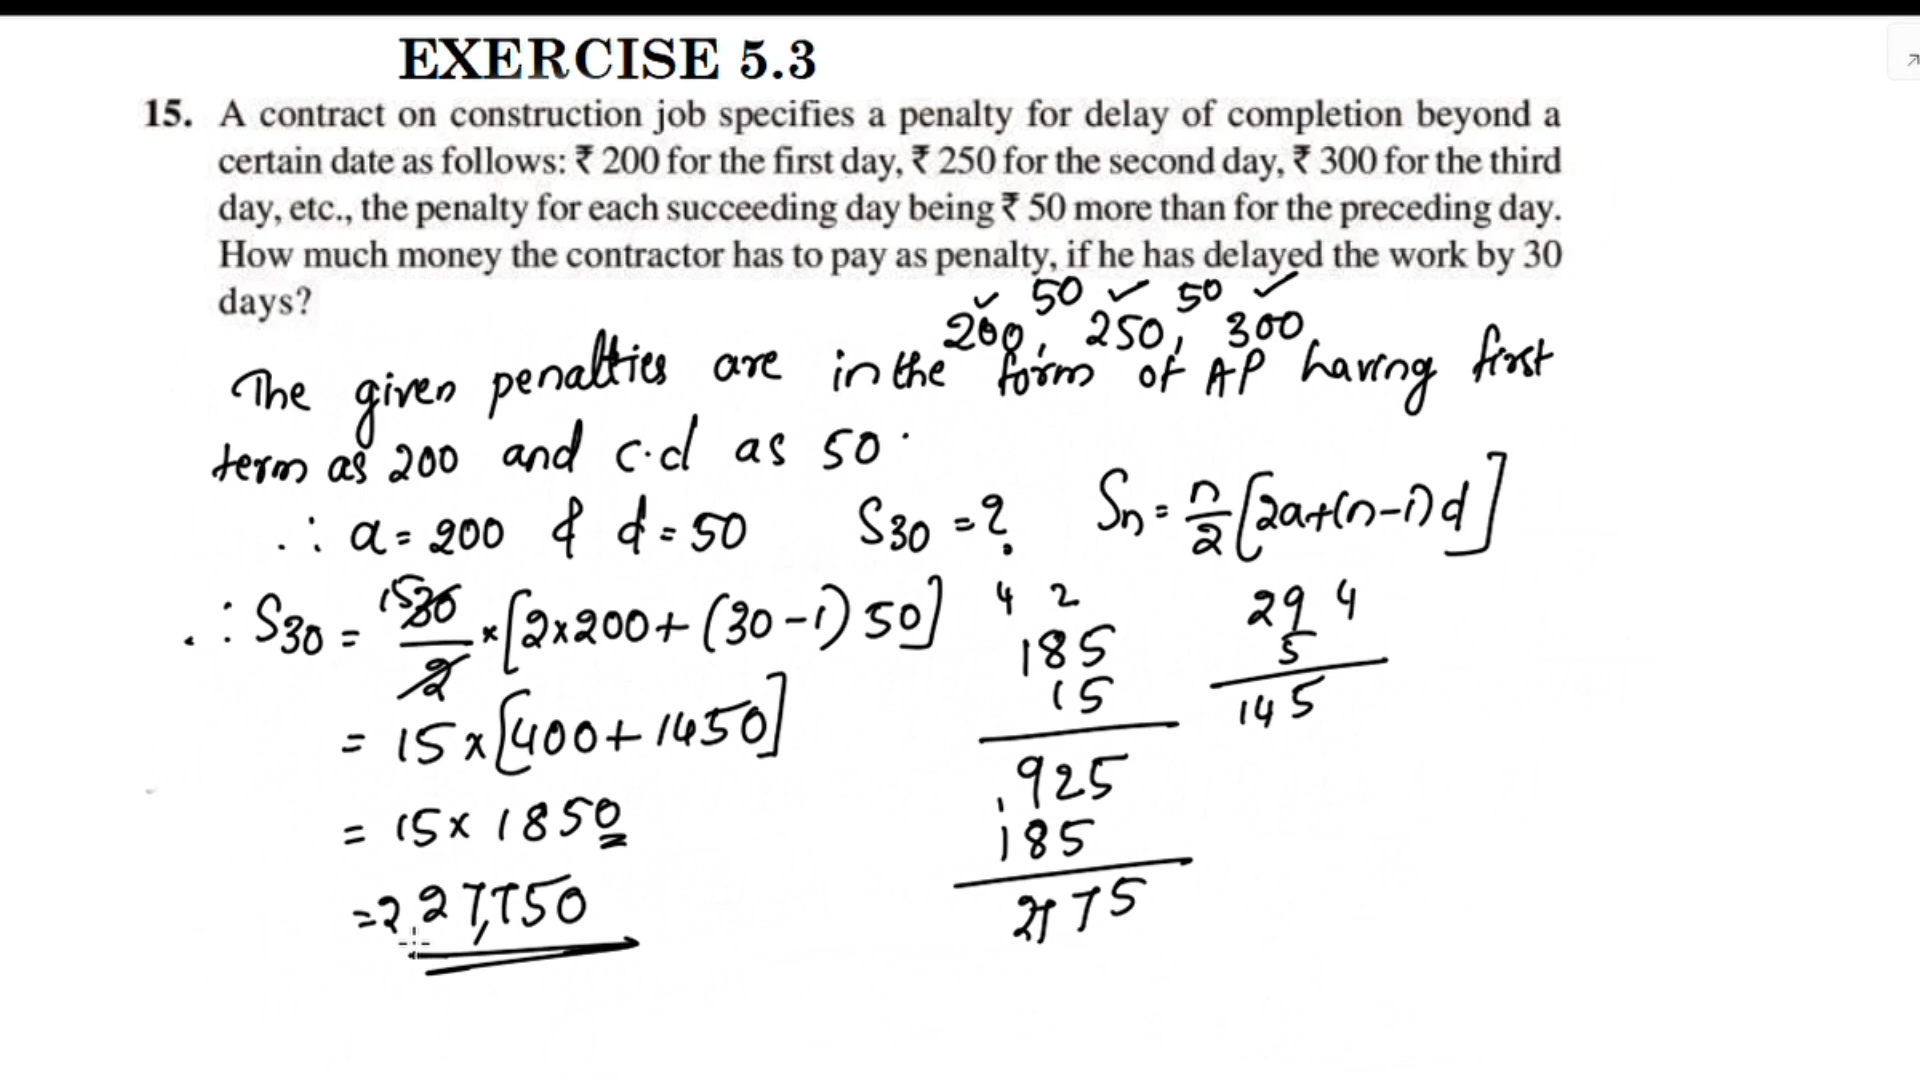 EXERCISE 5.3
15. A contract on construction job specifies a penalty for delay of completion beyond a
certain date as follows: ₹ 200 for the first day, ₹ 250 for the second day, ₹ 300 for the third
day, etc., the penalty for each succeeding day being ₹ 50 more than for the preceding day.
How much money the contractor has to pay as penalty, if he has delayed the work by 30
days?
50 50
200, 250, 300
The given penalties are in the form of AP having first
term as 200 and c.d as 50.
∴ a = 200 & d = 50 S30 = ? Sn = n/2 [2a+(n-1)d]
∴ S30 = 30/2 × [2×200+(30-1)50]
15
= 15 × [400+1450]
= 15 × 1850
= 27,750
4 2
185
15
925
1
185
2775
29 4
5
145